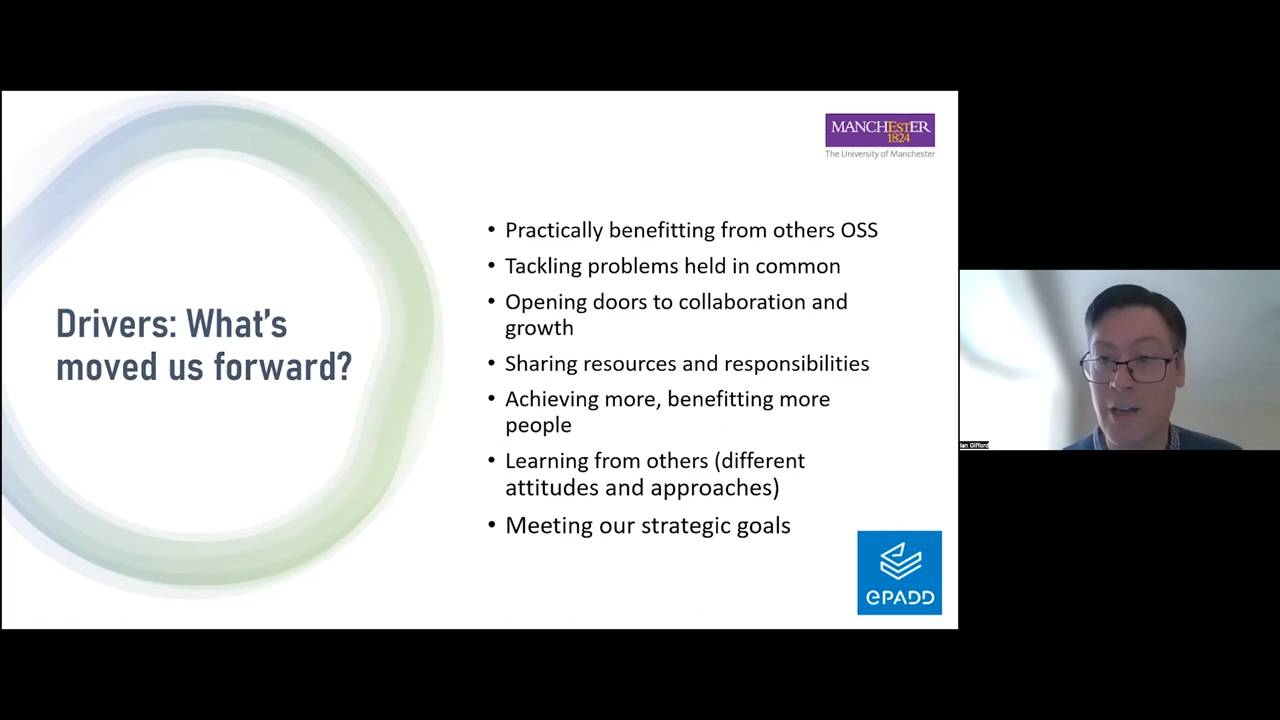 MANCHESTER
1824
The University of Manchester
Drivers: What's
moved us forward?
• Practically benefitting from others OSS
• Tackling problems held in common
• Opening doors to collaboration and
growth
• Sharing resources and responsibilities
• Achieving more, benefitting more
people
• Learning from others (different
attitudes and approaches)
• Meeting our strategic goals
ePADD
Ian Gifford